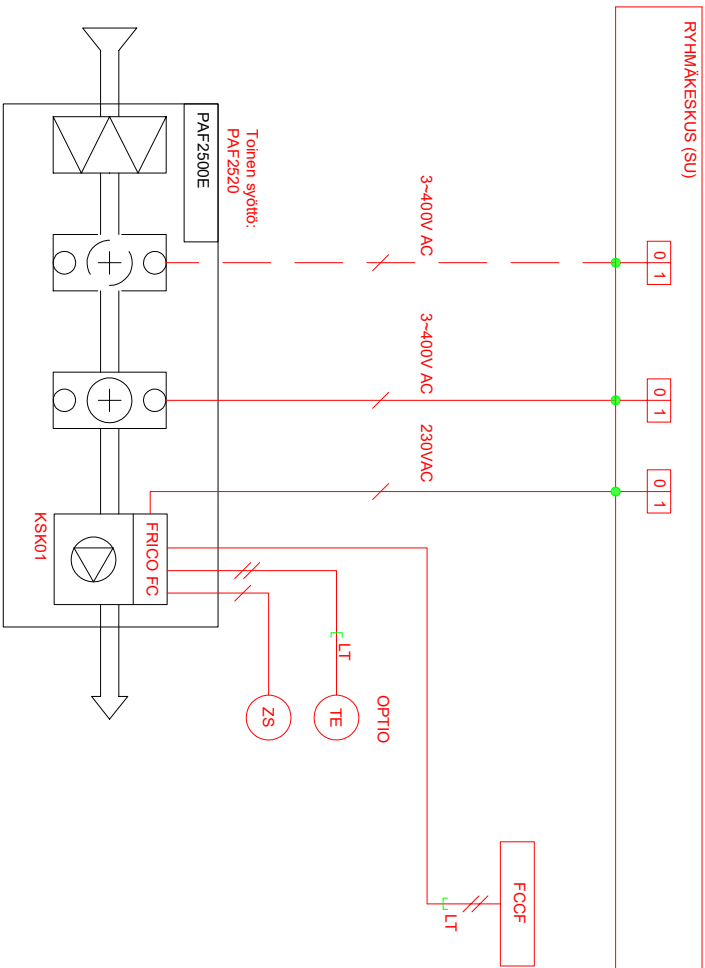 RYHMÄKESKUS (SU)
0 1
0 1
0 1
3~400V AC
3~400V AC
230VAC
Toinen syöttö:
PAF2520
PAF2500E
FRICO FC
KSK01
LT
TE
ZS
OPTIO
FCCF
LT